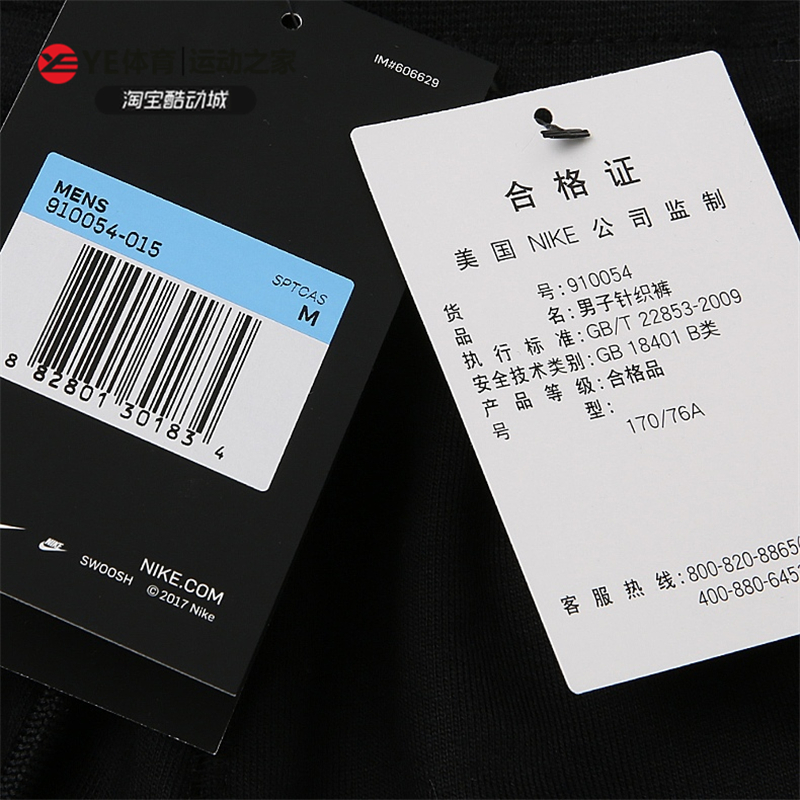 YE体育|运动之家
淘宝酷动城
IM#606629
MENS
910054-015
SPTCAS
M
8 82801 30183 4
NIKE
SWOOSH
NIKE.COM
©2017 Nike
合格证
美国NIKE公司监制
货号:910054
品名:男子针织裤
执行标准:GB/T 22853-2009
安全技术类别:GB 18401 B类
产品等级:合格品
号型:170/76A
客服热线:800-820-8865
400-880-645